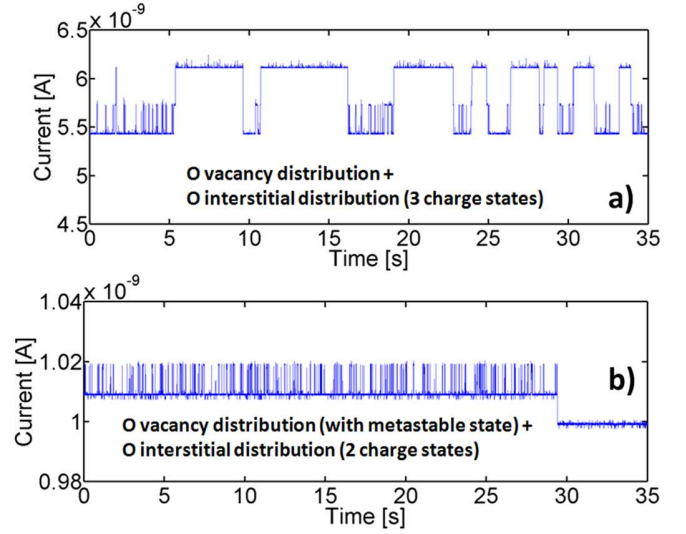 6.5 x 10^-9
6
5.5
5
4.5
Current [A]
O vacancy distribution +
O interstitial distribution (3 charge states)
a)
0 5 10 15 20 25 30 35
Time [s]
1.04 x 10^-9
1.02
1
0.98
Current [A]
b)
O vacancy distribution (with metastable state) +
O interstitial distribution (2 charge states)
0 5 10 15 20 25 30 35
Time [s]